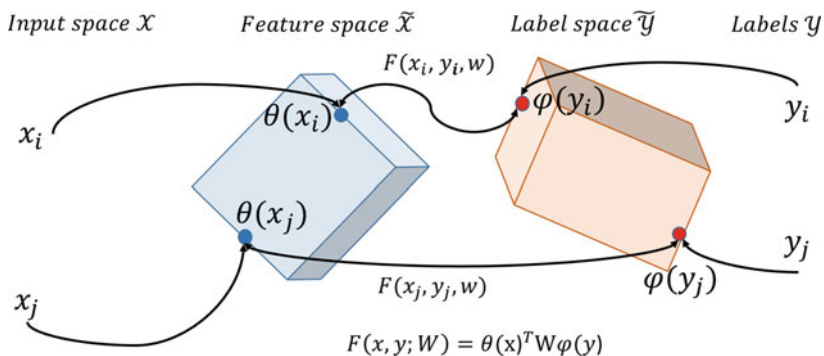 Input space 𝒳 Feature space 𝒳̃ Label space 𝒴̃ Labels 𝒴
F(xᵢ, yᵢ, w)
θ(xᵢ) φ(yᵢ)
xᵢ yᵢ
θ(xⱼ)
F(xⱼ, yⱼ, w) φ(yⱼ) yⱼ
xⱼ
F(x, y; W) = θ(x)ᵀWφ(y)